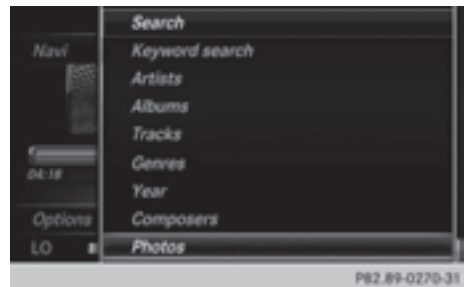 Search
Navi
Keyword search
Artists
Albums
Tracks
Genres
04:18
Year
Options
Composers
LO
Photos
P82.89-0270-31